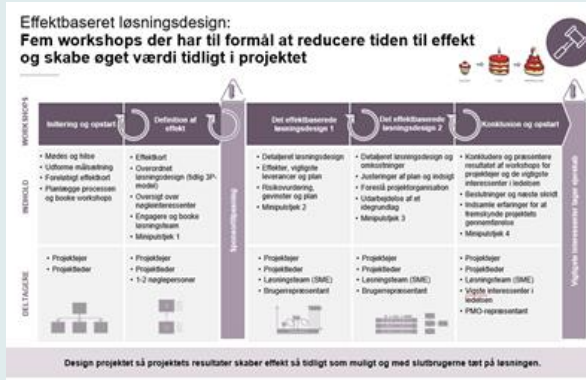 Effektbaseret løsningsdesign:
Fem workshops der har til formål at reducere tiden til effekt
og skabe øget værdi tidligt i projektet
WORKSHOPS
Initiering og opstart
Definition af
effekt
Det effektbaserede
løsningsdesign 1
Det effektbaserede
løsningsdesign 2
Konklusion og opstart
INDHOLD
• Mødes og hilse
• Udforme målsætning
• Foreløbigt effektkort
• Planlægge processen
og booke workshops
• Effektkort
• Overordnet
løsningsdesign (tidlig 3P-
model)
• Oversigt over
nøgleinteressenter
• Engagere og booke
løsningsteam
• Minipulstjek 1
• Detaljeret løsningsdesign
• Effekter, vigtigste
leverancer og plan
• Risikovurdering,
gevinster og plan
• Minipulstjek 2
• Detaljeret løsningsdesign og
omkostninger
• Justeringer af plan og indsigt
• Foreslå projektorganisation
• Udarbejdelse af et
idegrundlag
• Minipulstjek 3
• Konkludere og præsentere
resultatet af workshops for
projektejer og de vigtigste
interessenter i ledelsen
• Beslutninger og næste skridt
• Indsamle erfaringer for at
fremskynde projektets
gennemførelse
• Minipulstjek 4
DELTAGERE
• Projektejer
• Projektleder
• Projektejer
• Projektleder
• 1-2 nøglepersoner
• Projektejer
• Projektleder
• Løsningsteam (SME)
• Brugerrepræsentant
• Projektejer
• Projektleder
• Løsningsteam (SME)
• Brugerrepræsentant
• Projektejer
• Projektleder
• Løsningsteam (SME)
• Vigste interessenter i
ledelsen
• PMO-repræsentant
Vigtigste interessenter tager ejerskab
Design projektet så projektets resultater skaber effekt så tidligt som muligt og med slutbrugerne tæt på løsningen.